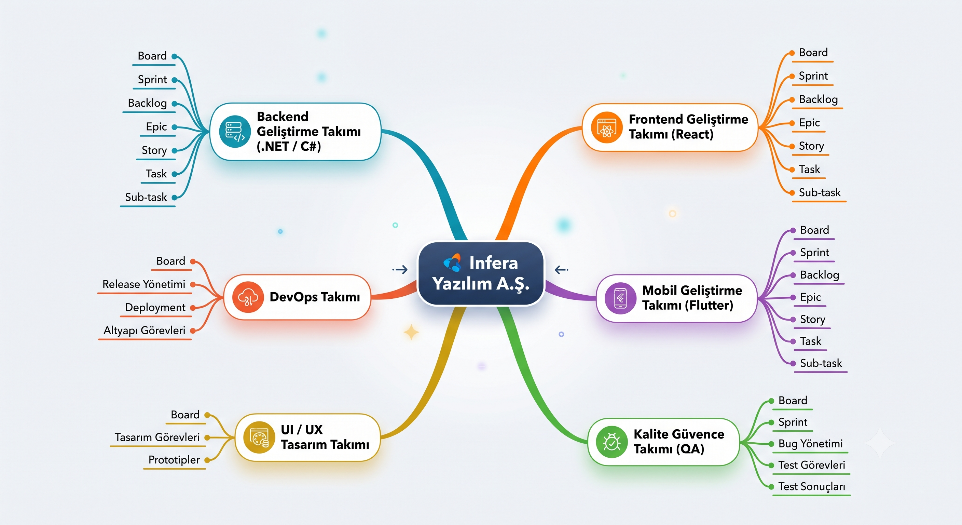 Infera
Yazılım A.Ş.
Backend
Geliştirme Takımı
(.NET / C#)
Board
Sprint
Backlog
Epic
Story
Task
Sub-task
DevOps Takımı
Board
Release Yönetimi
Deployment
Altyapı Görevleri
UI / UX
Tasarım Takımı
Board
Tasarım Görevleri
Prototipler
Frontend Geliştirme
Takımı (React)
Board
Sprint
Backlog
Epic
Story
Task
Sub-task
Mobil Geliştirme
Takımı (Flutter)
Board
Sprint
Backlog
Epic
Story
Task
Sub-task
Kalite Güvence
Takımı (QA)
Board
Sprint
Bug Yönetimi
Test Görevleri
Test Sonuçları